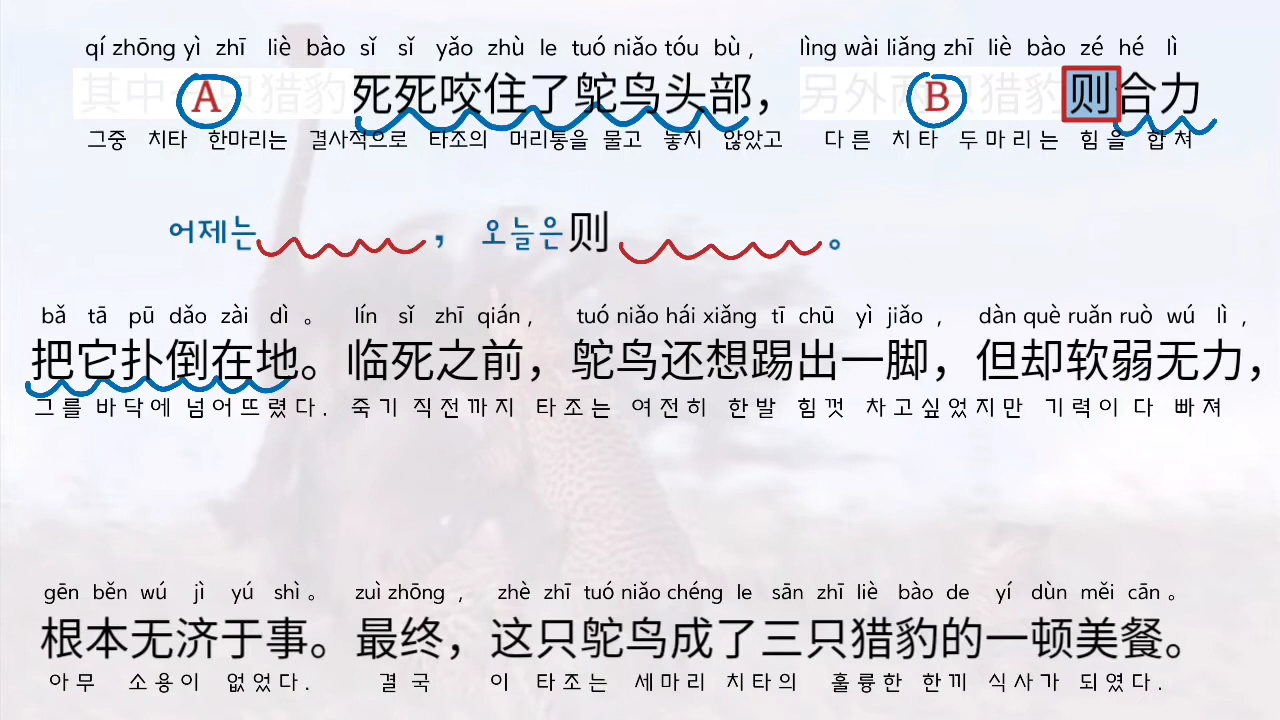 qí zhōng yì zhī liè bào sǐ sǐ yǎo zhù le tuó niǎo tóu bù , lìng wài liǎng zhī liè bào zé hé lì
其中 A 只猎豹死死咬住了鸵鸟头部，另外两 B 只猎豹则合力
그중 치타 한마리는 결사적으로 타조의 머리통을 물고 놓지 않았고 다른 치타 두마리는 힘을 합쳐
어제는 , 오늘은则 。
bǎ tā pū dǎo zài dì 。 lín sǐ zhī qián , tuó niǎo hái xiǎng tī chū yì jiǎo , dàn què ruǎn ruò wú lì ,
把它扑倒在地。临死之前，鸵鸟还想踢出一脚，但却软弱无力，
그를 바닥에 넘어뜨렸다. 죽기 직전까지 타조는 여전히 한발 힘껏 차고싶었지만 기력이 다 빠져
gēn běn wú jì yú shì 。 zuì zhōng , zhè zhī tuó niǎo chéng le sān zhī liè bào de yí dùn měi cān 。
根本无济于事。最终，这只鸵鸟成了三只猎豹的一顿美餐。
아무 소용이 없었다. 결국 이 타조는 세마리 치타의 훌륭한 한끼 식사가 되였다.